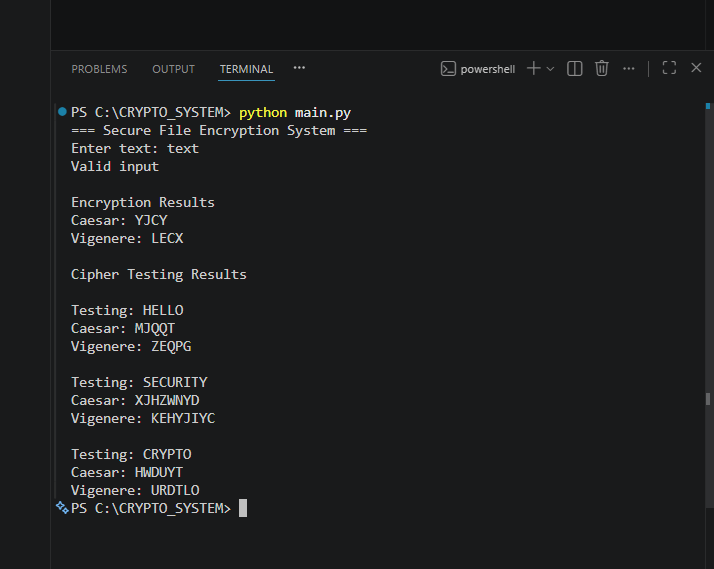 PROBLEMS OUTPUT TERMINAL ··· powershell
PS C:\CRYPTO_SYSTEM> python main.py
=== Secure File Encryption System ===
Enter text: text
Valid input
Encryption Results
Caesar: YJCY
Vigenere: LECX
Cipher Testing Results
Testing: HELLO
Caesar: MJQQT
Vigenere: ZEQPG
Testing: SECURITY
Caesar: XJHZWNYD
Vigenere: KEHYJIYC
Testing: CRYPTO
Caesar: HWDUYT
Vigenere: URDTLO
PS C:\CRYPTO_SYSTEM>